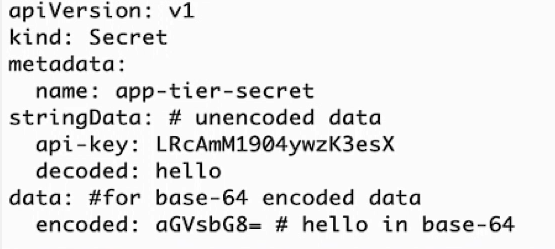 apiVersion: v1
kind: Secret
metadata:
  name: app-tier-secret
stringData: # unencoded data
  api-key: LRcAmM1904ywzK3esX
  decoded: hello
data: #for base-64 encoded data
  encoded: aGVsbG8= # hello in base-64